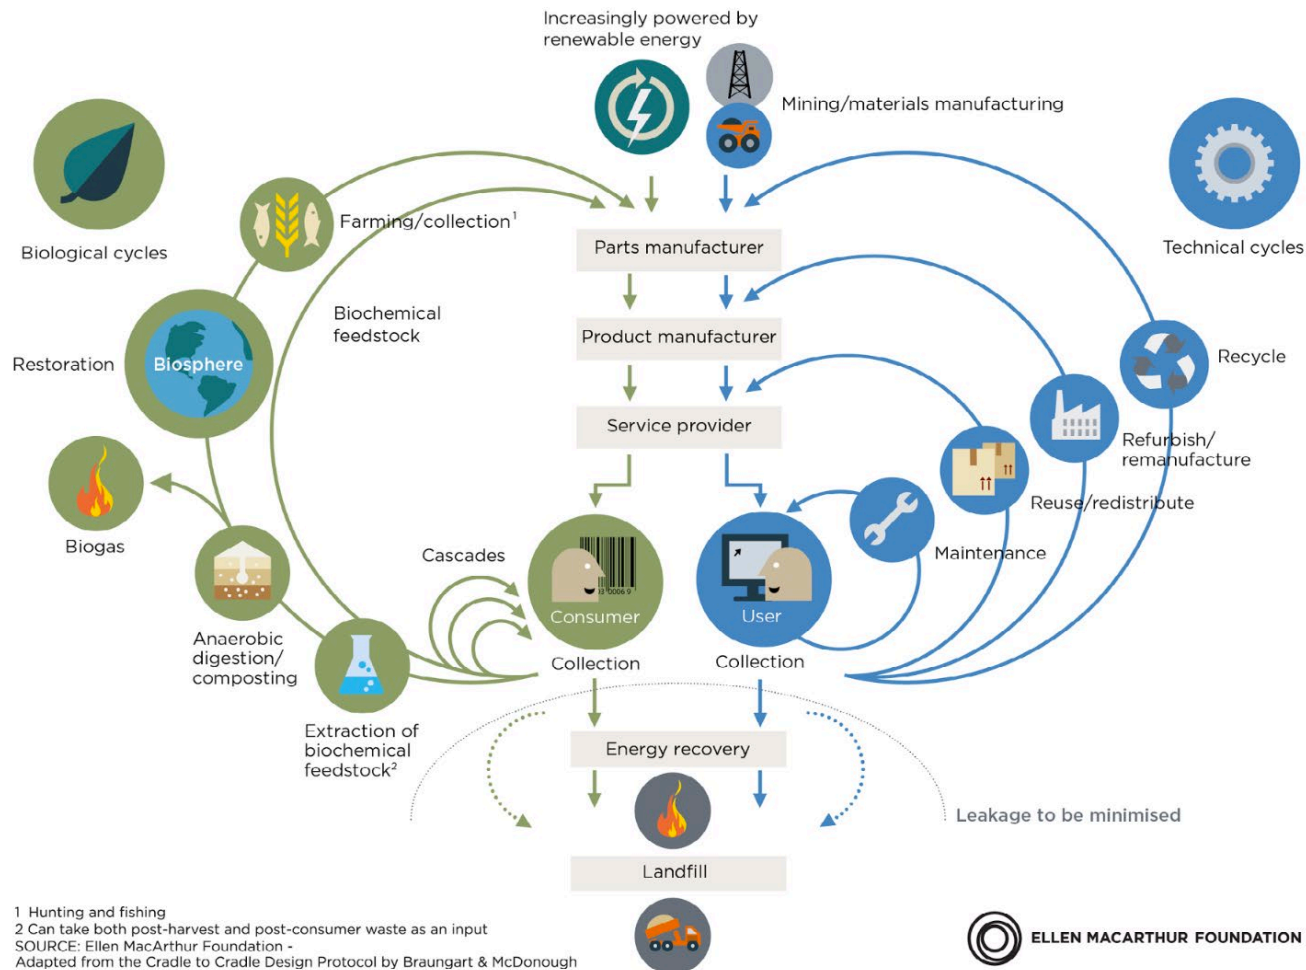 Increasingly powered by
renewable energy
Mining/materials manufacturing
Farming/collection¹
Biological cycles
Technical cycles
Parts manufacturer
Biochemical
feedstock
Product manufacturer
Restoration
Biosphere
Recycle
Service provider
Refurbish/
remanufacture
Reuse/redistribute
Biogas
Cascades
Maintenance
Consumer
User
Anaerobic
digestion/
composting
Collection
Collection
Extraction of
biochemical
feedstock²
Energy recovery
Leakage to be minimised
Landfill
1 Hunting and fishing
2 Can take both post-harvest and post-consumer waste as an input
SOURCE: Ellen MacArthur Foundation -
Adapted from the Cradle to Cradle Design Protocol by Braungart & McDonough
ELLEN MACARTHUR FOUNDATION